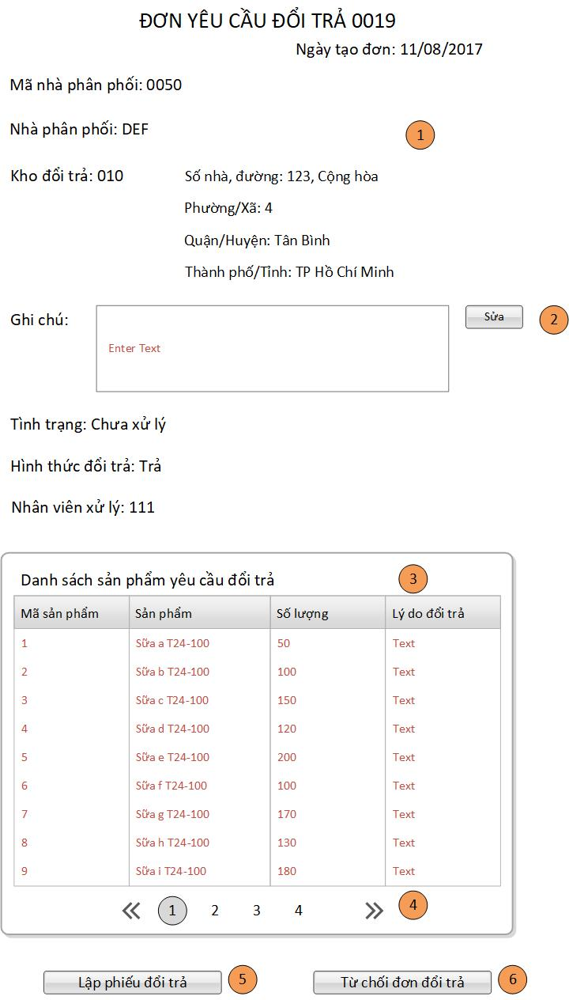 ĐƠN YÊU CẦU ĐỔI TRẢ 0019
Ngày tạo đơn: 11/08/2017
Mã nhà phân phối: 0050
Nhà phân phối: DEF
1
Kho đổi trả: 010 Số nhà, đường: 123, Cộng hòa
Phường/Xã: 4
Quận/Huyện: Tân Bình
Thành phố/Tỉnh: TP Hồ Chí Minh
Ghi chú: Sửa 2
Enter Text
Tình trạng: Chưa xử lý
Hình thức đổi trả: Trả
Nhân viên xử lý: 111
Danh sách sản phẩm yêu cầu đổi trả 3
Mã sản phẩm Sản phẩm Số lượng Lý do đổi trả
1 Sữa a T24-100 50 Text
2 Sữa b T24-100 100 Text
3 Sữa c T24-100 150 Text
4 Sữa d T24-100 120 Text
5 Sữa e T24-100 200 Text
6 Sữa f T24-100 100 Text
7 Sữa g T24-100 170 Text
8 Sữa h T24-100 130 Text
9 Sữa i T24-100 180 Text
« 1 2 3 4 » 4
Lập phiếu đổi trả 5 Từ chối đơn đổi trả 6